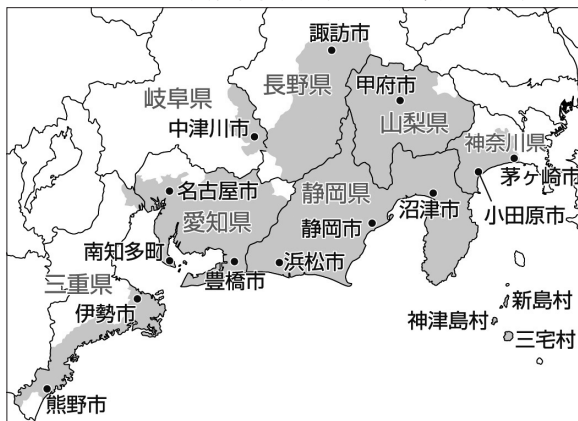 諏訪市
長野県
甲府市
岐阜県
山梨県
中津川市
神奈川県
茅ヶ崎市
名古屋市
静岡県
沼津市
小田原市
愛知県
静岡市
南知多町
浜松市
豊橋市
三重県
伊勢市
新島村
神津島村
三宅村
熊野市